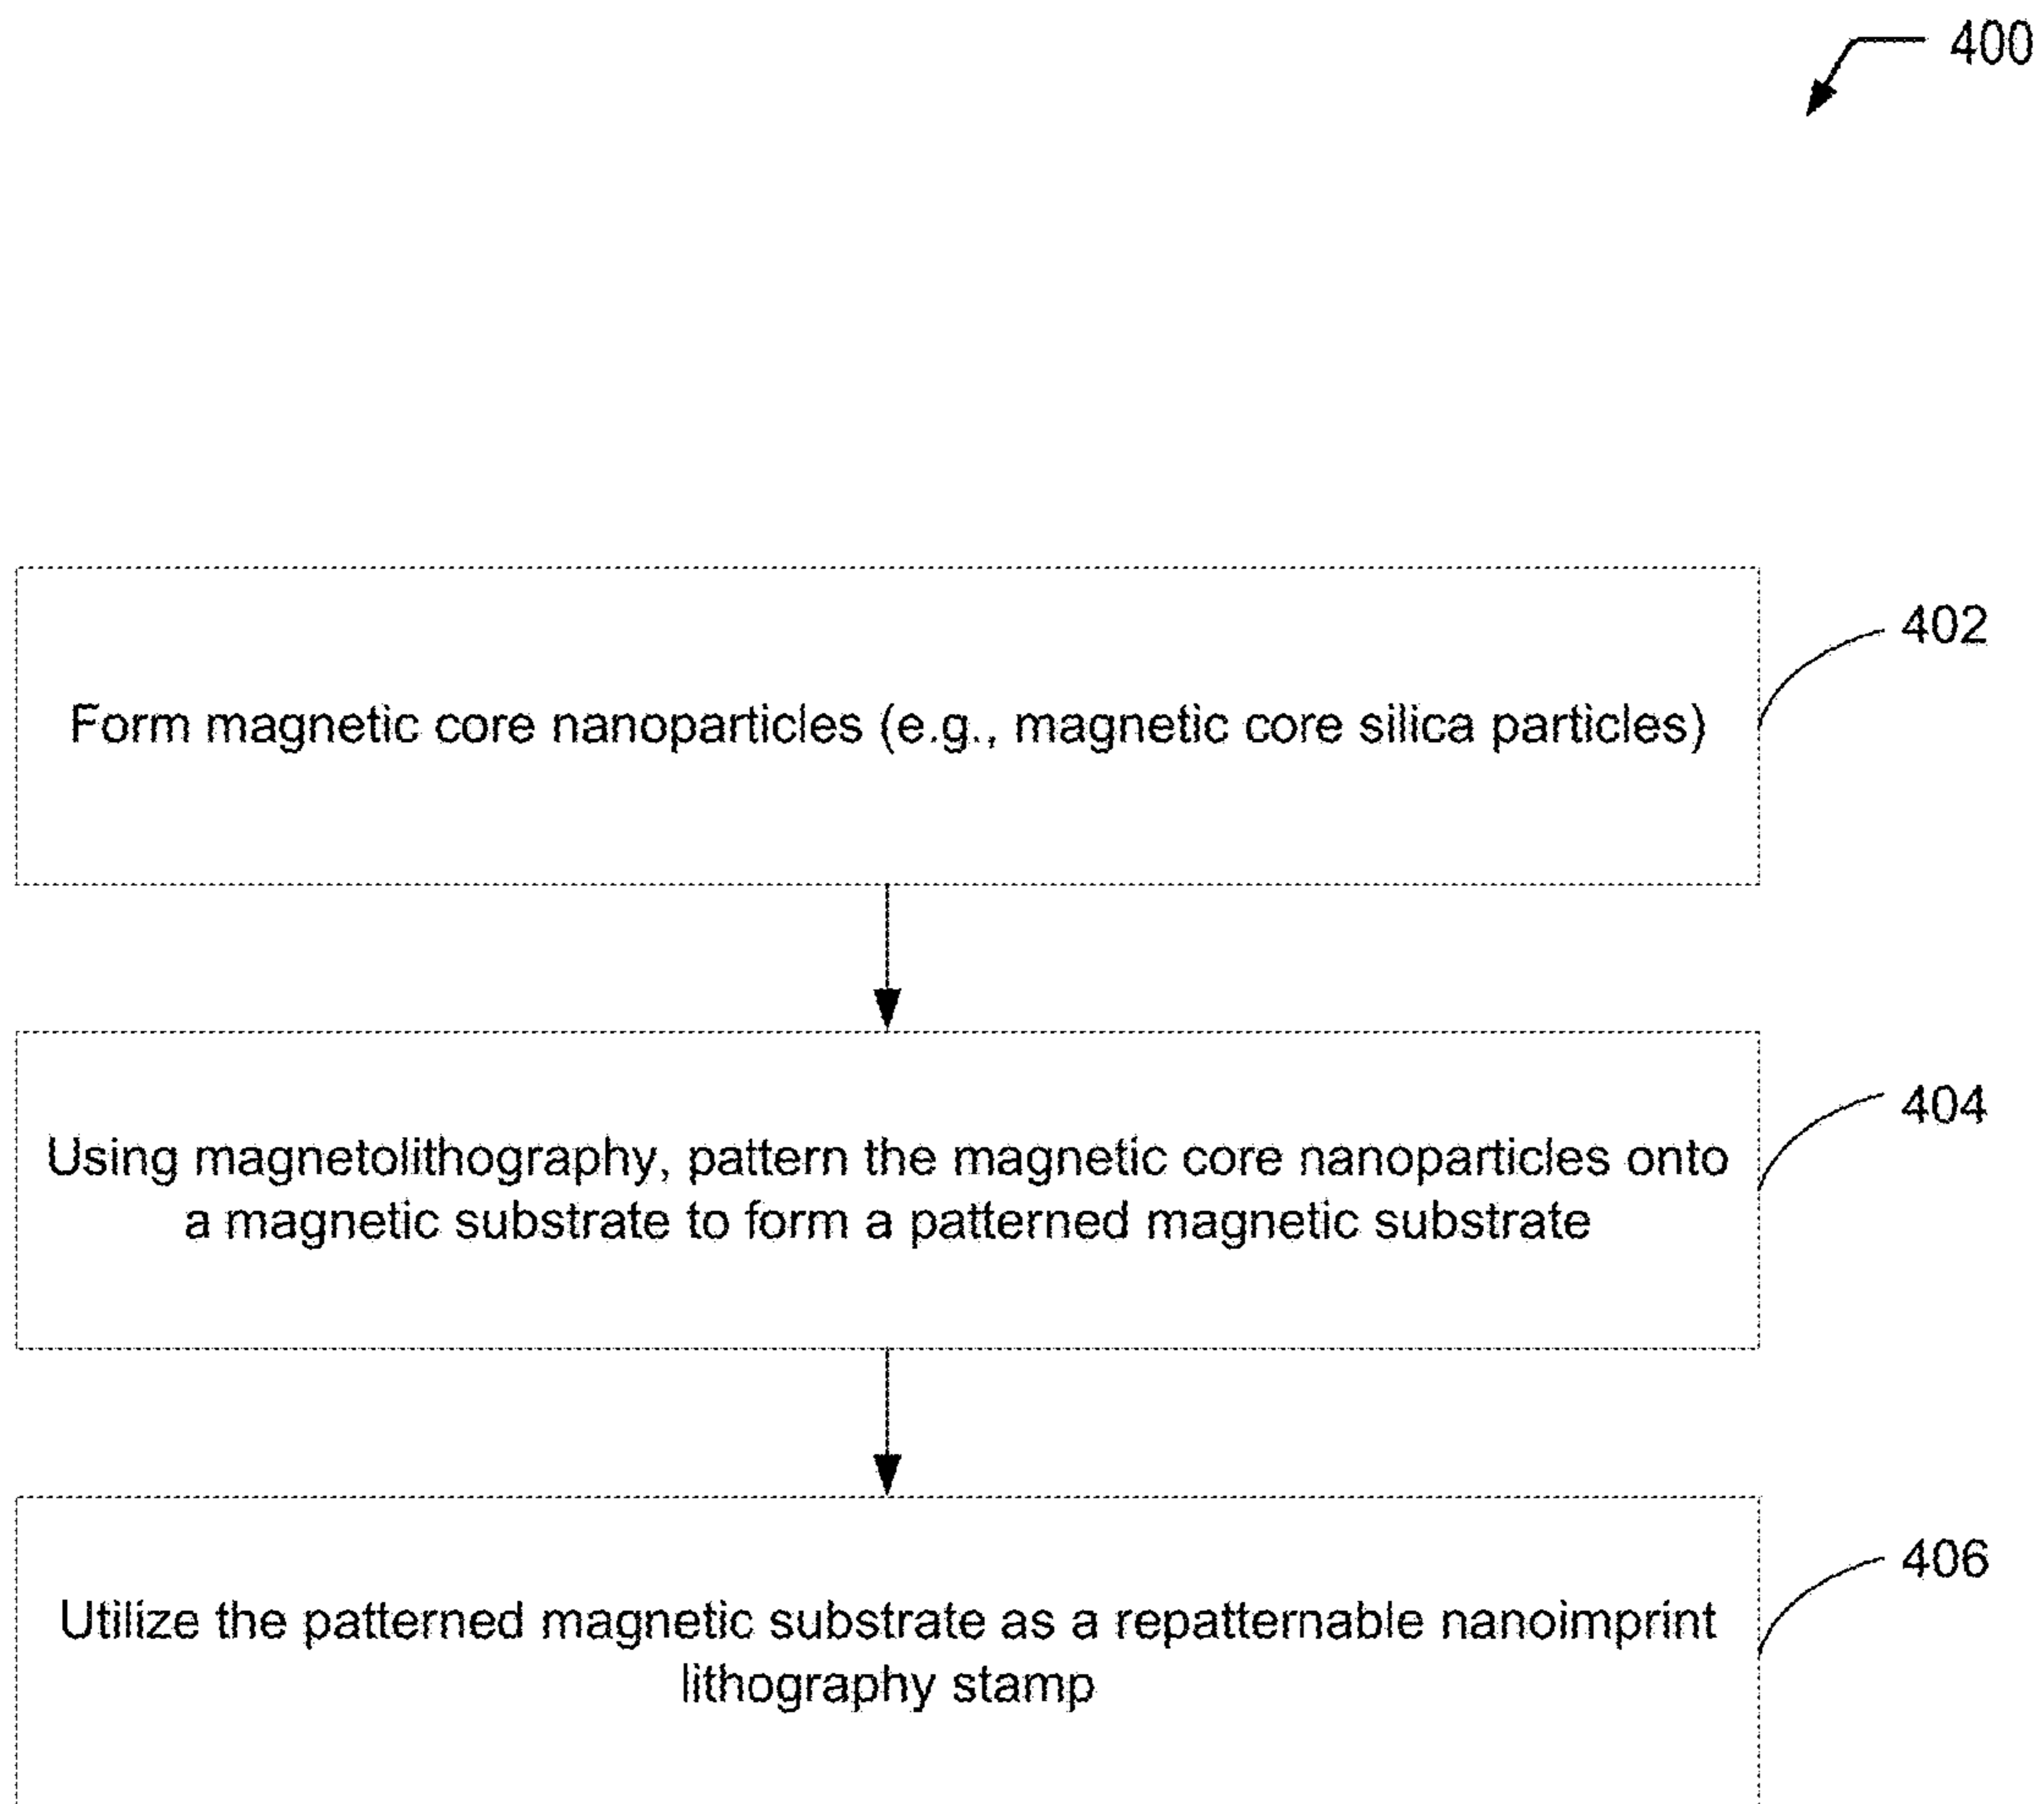 400
402
Form magnetic core nanoparticles (e.g., magnetic core silica particles)
404
Using magnetolithography, pattern the magnetic core nanoparticles onto
a magnetic substrate to form a patterned magnetic substrate
406
Utilize the patterned magnetic substrate as a repatternable nanoimprint
lithography stamp